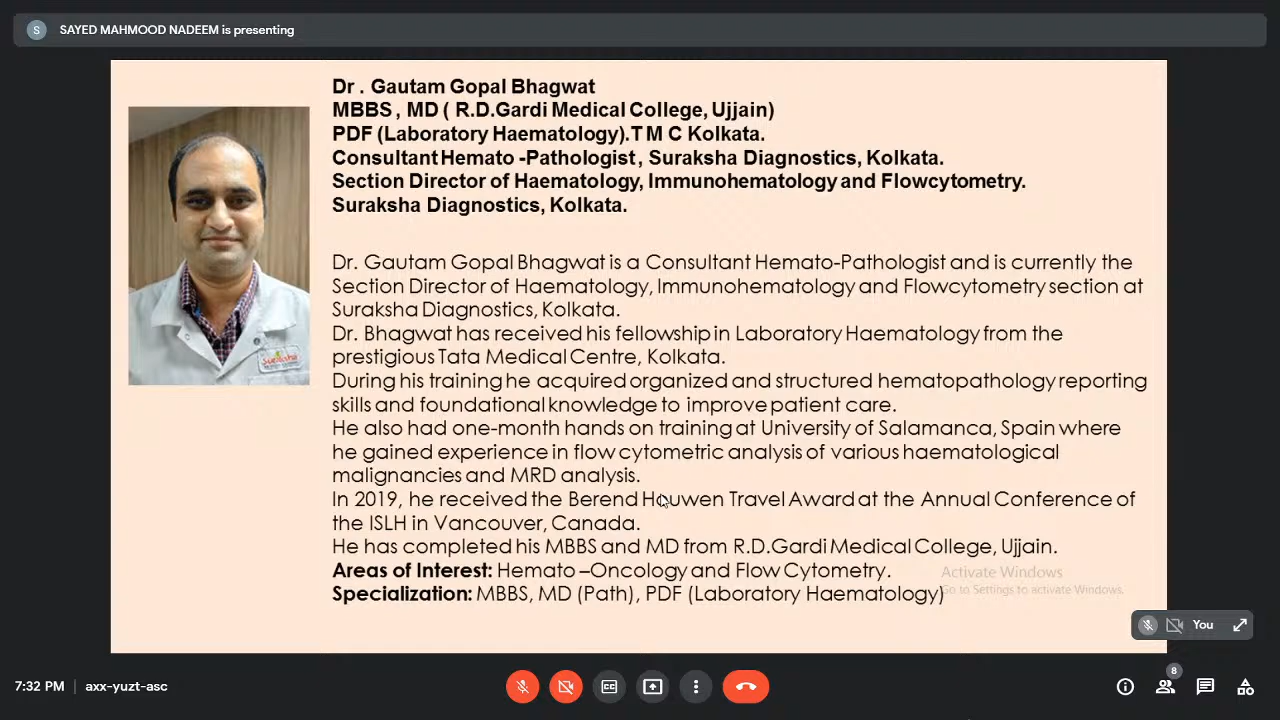 S SAYED MAHMOOD NADEEM is presenting
Dr . Gautam Gopal Bhagwat
MBBS , MD ( R.D.Gardi Medical College, Ujjain)
PDF (Laboratory Haematology).T M C Kolkata.
Consultant Hemato -Pathologist , Suraksha Diagnostics, Kolkata.
Section Director of Haematology, Immunohematology and Flowcytometry.
Suraksha Diagnostics, Kolkata.
Dr. Gautam Gopal Bhagwat is a Consultant Hemato-Pathologist and is currently the
Section Director of Haematology, Immunohematology and Flowcytometry section at
Suraksha Diagnostics, Kolkata.
Dr. Bhagwat has received his fellowship in Laboratory Haematology from the
prestigious Tata Medical Centre, Kolkata.
During his training he acquired organized and structured hematopathology reporting
skills and foundational knowledge to improve patient care.
He also had one-month hands on training at University of Salamanca, Spain where
he gained experience in flow cytometric analysis of various haematological
malignancies and MRD analysis.
In 2019, he received the Berend Houwen Travel Award at the Annual Conference of
the ISLH in Vancouver, Canada.
He has completed his MBBS and MD from R.D.Gardi Medical College, Ujjain.
Areas of Interest: Hemato –Oncology and Flow Cytometry.
Specialization: MBBS, MD (Path), PDF (Laboratory Haematology)
Activate Windows
Go to Settings to activate Windows.
Suraksha
You
7:32 PM | axx-yuzt-asc
8